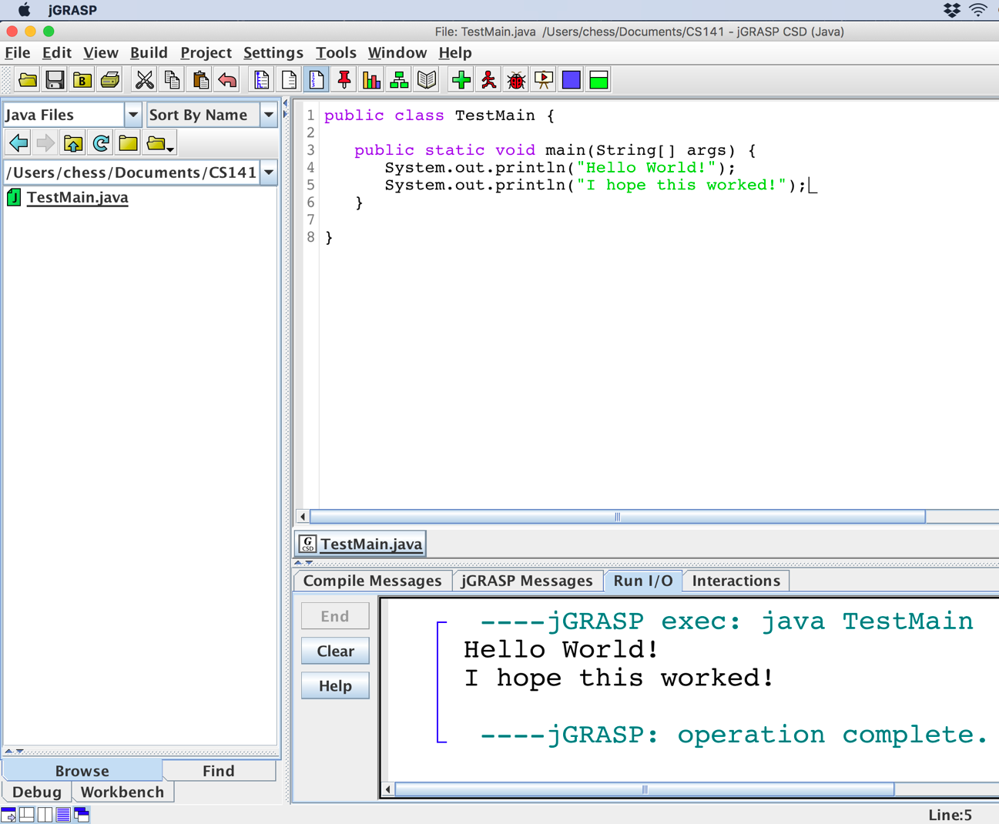 jGRASP
File: TestMain.java  /Users/chess/Documents/CS141 - jGRASP CSD (Java)
File Edit View Build Project Settings Tools Window Help
Java Files
Sort By Name
/Users/chess/Documents/CS141
TestMain.java
1 public class TestMain {
2
3    public static void main(String[] args) {
4       System.out.println("Hello World!");
5       System.out.println("I hope this worked!");
6    }
7
8 }
G CSD TestMain.java
Compile Messages jGRASP Messages Run I/O Interactions
End
Clear
Help
----jGRASP exec: java TestMain
Hello World!
I hope this worked!
----jGRASP: operation complete.
Browse Find
Debug Workbench
Line:5